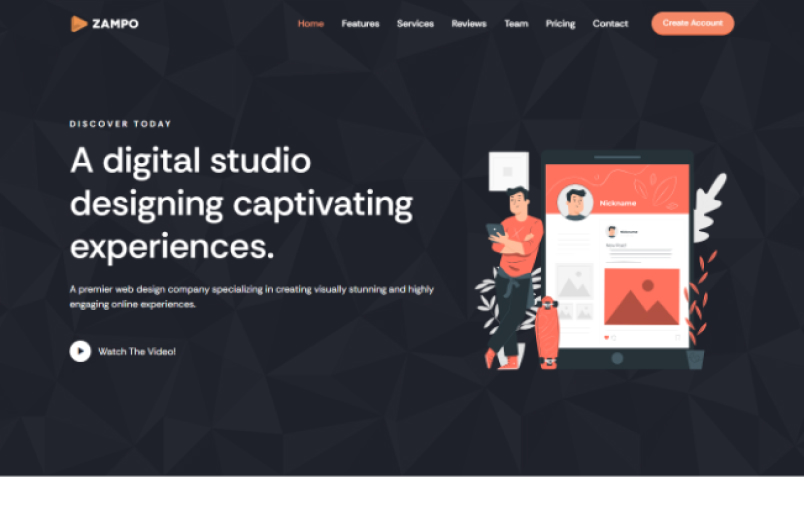 ZAMPO
Home Features Services Reviews Team Pricing Contact Create Account
DISCOVER TODAY
A digital studio
designing captivating
experiences.
A premier web design company specializing in creating visually stunning and highly
engaging online experiences.
Watch The Video!
Nickname
Nickname